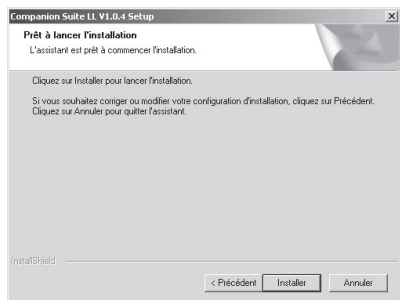 Companion Suite LL V1.0.4 Setup
Prêt à lancer l'installation
L'assistant est prêt à commencer l'installation.
Cliquez sur Installer pour lancer l'installation.
Si vous souhaitez corriger ou modifier votre configuration d'installation, cliquez sur Précédent.
Cliquez sur Annuler pour quitter l'assistant.
InstallShield
< Précédent Installer Annuler